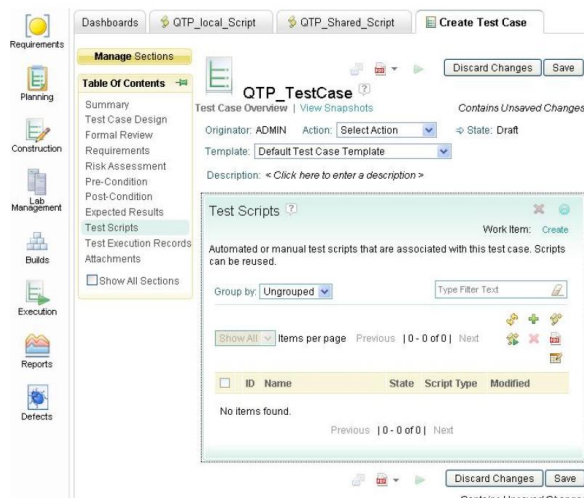 Requirements
Planning
Construction
Lab
Management
Builds
Execution
Reports
Defects
Dashboards
QTP_local_Script
QTP_Shared_Script
Create Test Case
Manage Sections
Table Of Contents
Summary
Test Case Design
Formal Review
Requirements
Risk Assessment
Pre-Condition
Post-Condition
Expected Results
Test Scripts
Test Execution Records
Attachments
Show All Sections
Discard Changes Save
QTP_TestCase ?
Test Case Overview | View Snapshots Contains Unsaved Changes
Originator: ADMIN Action: Select Action State: Draft
Template: Default Test Case Template
Description: < Click here to enter a description >
Test Scripts ?
Work Item: Create
Automated or manual test scripts that are associated with this test case. Scripts
can be reused.
Group by: Ungrouped Type Filter Text
Show All Items per page Previous | 0 - 0 of 0 | Next
ID Name State Script Type Modified
No items found.
Previous | 0 - 0 of 0 | Next
Discard Changes Save
Contains Unsaved Changes